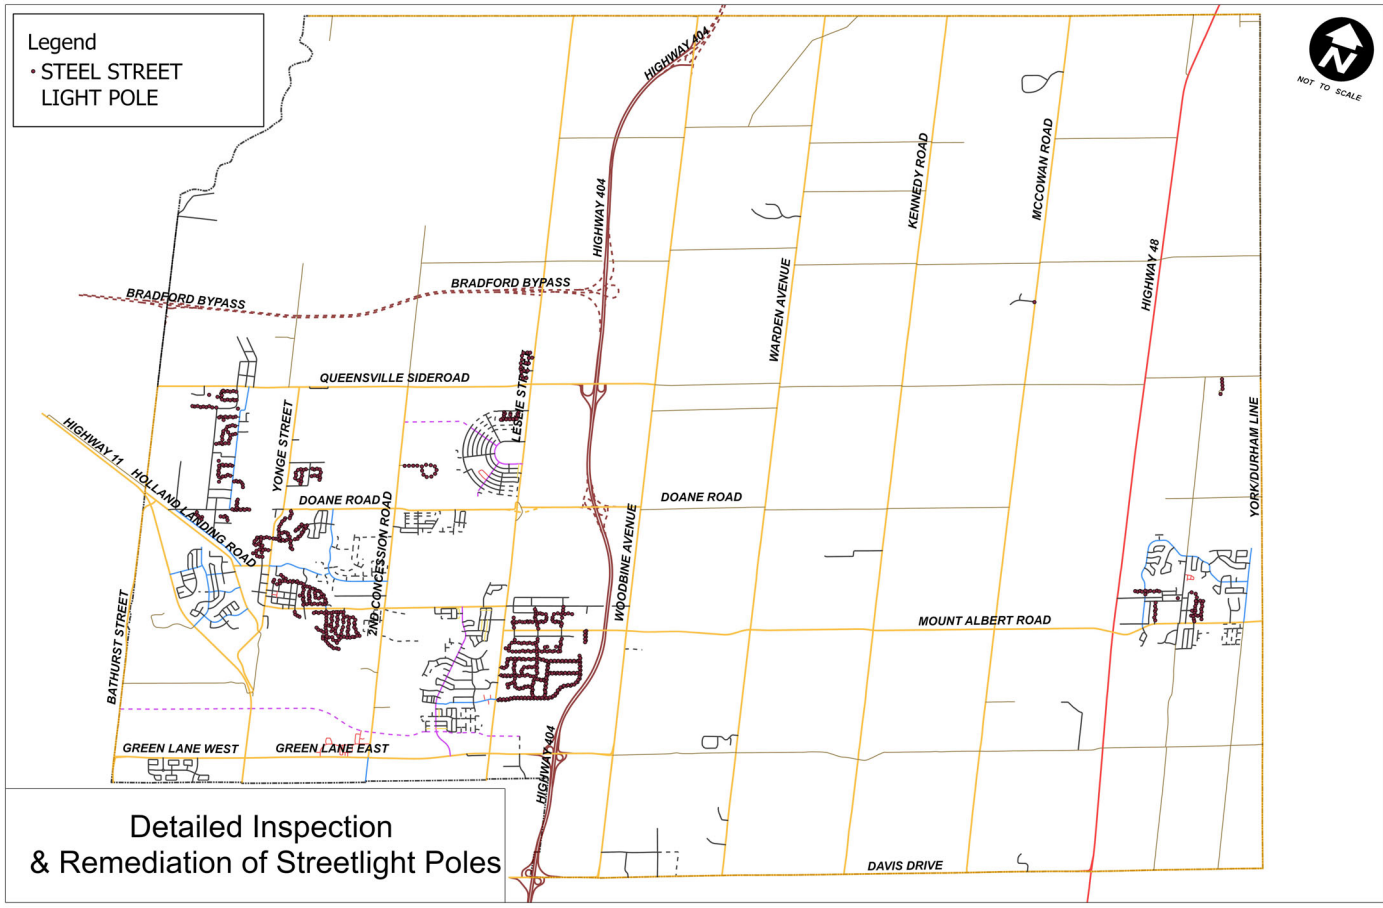 Legend
STEEL STREET
LIGHT POLE
N
NOT TO SCALE
HIGHWAY 404
KENNEDY ROAD
MCCOWAN ROAD
HIGHWAY 404
HIGHWAY 48
WARDEN AVENUE
BRADFORD BYPASS
BRADFORD BYPASS
QUEENSVILLE SIDEROAD
LESLIE STREET
YONGE STREET
HIGHWAY 11
HOLLAND LANDING ROAD
DOANE ROAD
DOANE ROAD
YORK/DURHAM LINE
2ND CONCESSION ROAD
WOODBINE AVENUE
BATHURST STREET
MOUNT ALBERT ROAD
GREEN LANE WEST
GREEN LANE EAST
HIGHWAY 404
DAVIS DRIVE
Detailed Inspection
& Remediation of Streetlight Poles